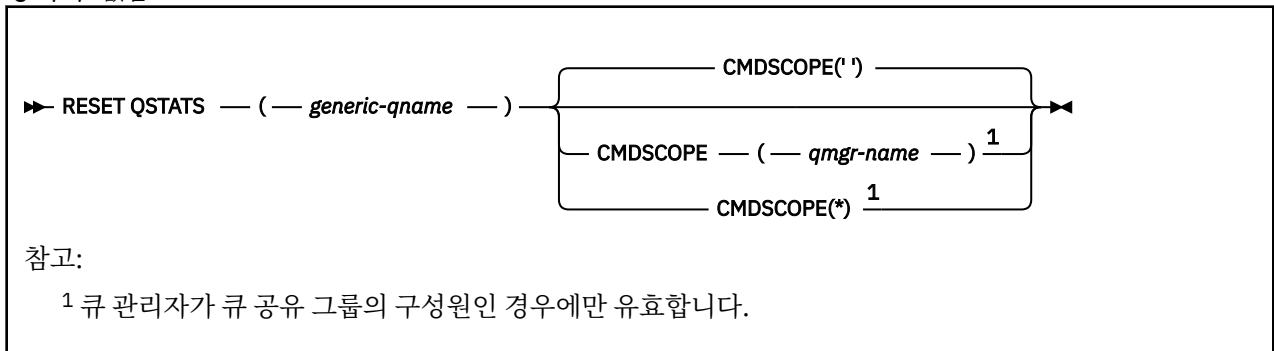 CMDSCOPE(' ')
RESET QSTATS ( generic-qname )
CMDSCOPE ( qmgr-name ) 1
CMDSCOPE(*) 1
참고:
1 큐 관리자가 큐 공유 그룹의 구성원인 경우에만 유효합니다.